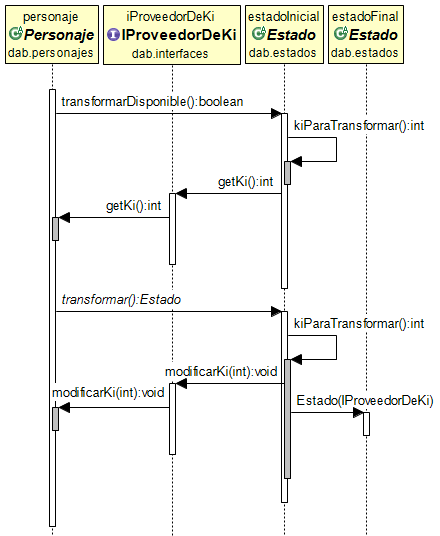 personaje
Personaje
dab.personajes
iProveedorDeKi
IProveedorDeKi
dab.interfaces
estadoInicial
Estado
dab.estados
estadoFinal
Estado
dab.estados
transformarDisponible():boolean
kiParaTransformar():int
getKi():int
getKi():int
transformar():Estado
kiParaTransformar():int
modificarKi(int):void
modificarKi(int):void
Estado(IProveedorDeKi)